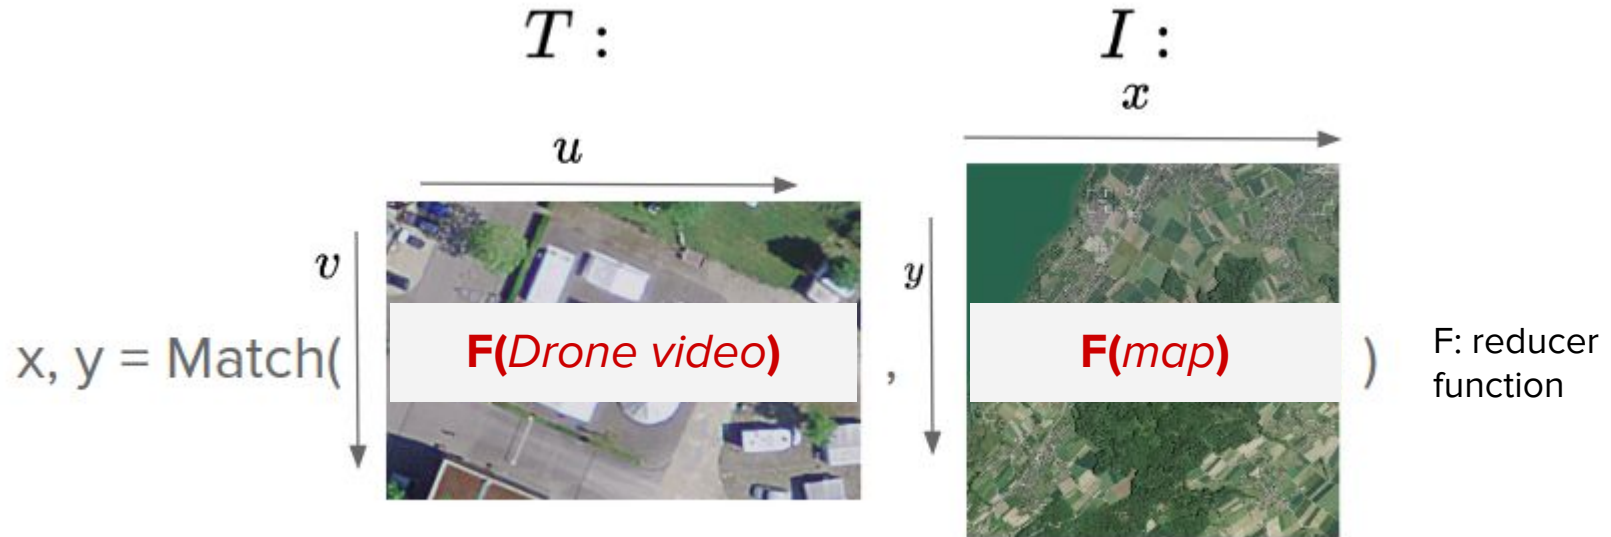 T :
I :
x
u
v
y
x, y = Match( F(Drone video) , F(map) )
F: reducer
function